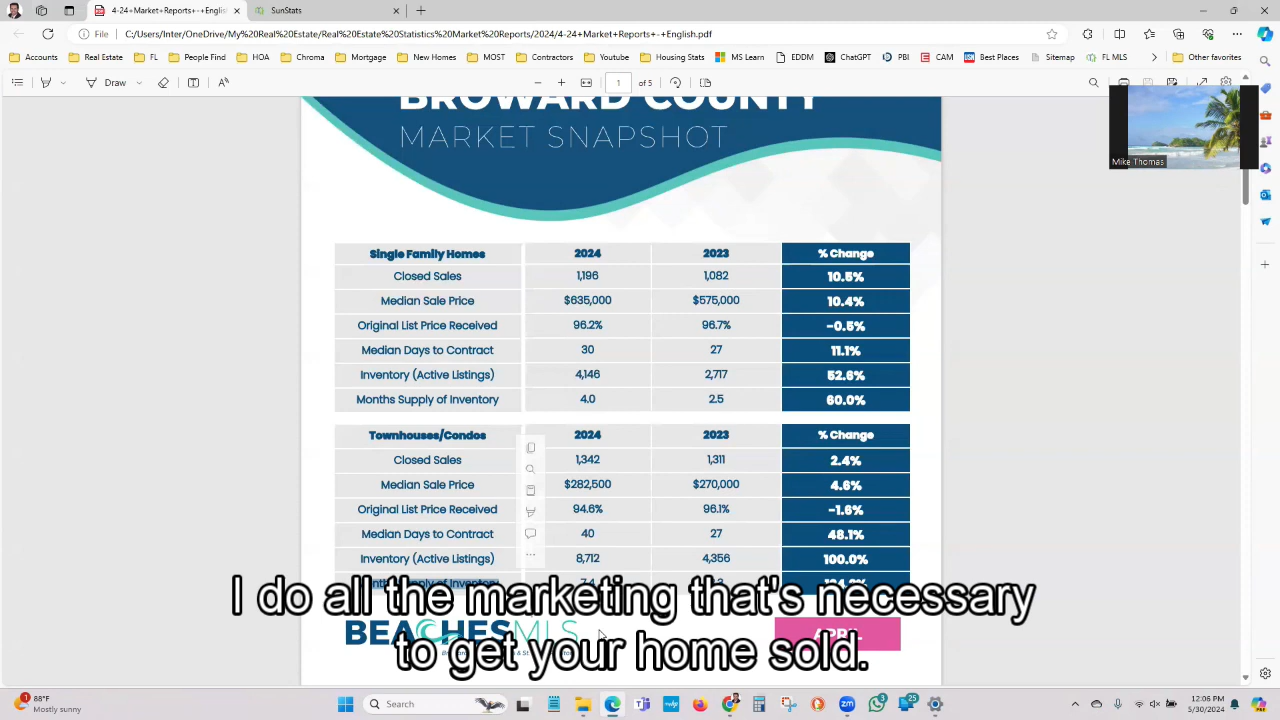 4-24+Market+Reports+-+English.p
SunStats
File
C:/Users/Inter/OneDrive/My%20Real%20Estate/Real%20Estate%20Statistics%20Market%20Reports/2024/4-24+Market+Reports+-+English.pdf
Accounts Real Estate FL People Find HOA Chroma Mortgage New Homes MOST Contractors Youtube Constructions MS Learn EDDM ChatGPT PBI CAM Best Places Sitemap FL MLS Other favorites
Draw 1 of 5
BROWARD COUNTY
MARKET SNAPSHOT
Mike Thomas
Single Family Homes 2024 2023 % Change
Closed Sales 1,196 1,082 10.5%
Median Sale Price $635,000 $575,000 10.4%
Original List Price Received 96.2% 96.7% -0.5%
Median Days to Contract 30 27 11.1%
Inventory (Active Listings) 4,146 2,717 52.6%
Months Supply of Inventory 4.0 2.5 60.0%
Townhouses/Condos 2024 2023 % Change
Closed Sales 1,342 1,311 2.4%
Median Sale Price $282,500 $270,000 4.6%
Original List Price Received 94.6% 96.1% -1.6%
Median Days to Contract 40 27 48.1%
Inventory (Active Listings) 8,712 4,356 100.0%
I do all the marketing that's necessary
to get your home sold.
BEACHESMLS
APRIL
88°F
Mostly sunny
Search
12:06 PM
5/30/2024